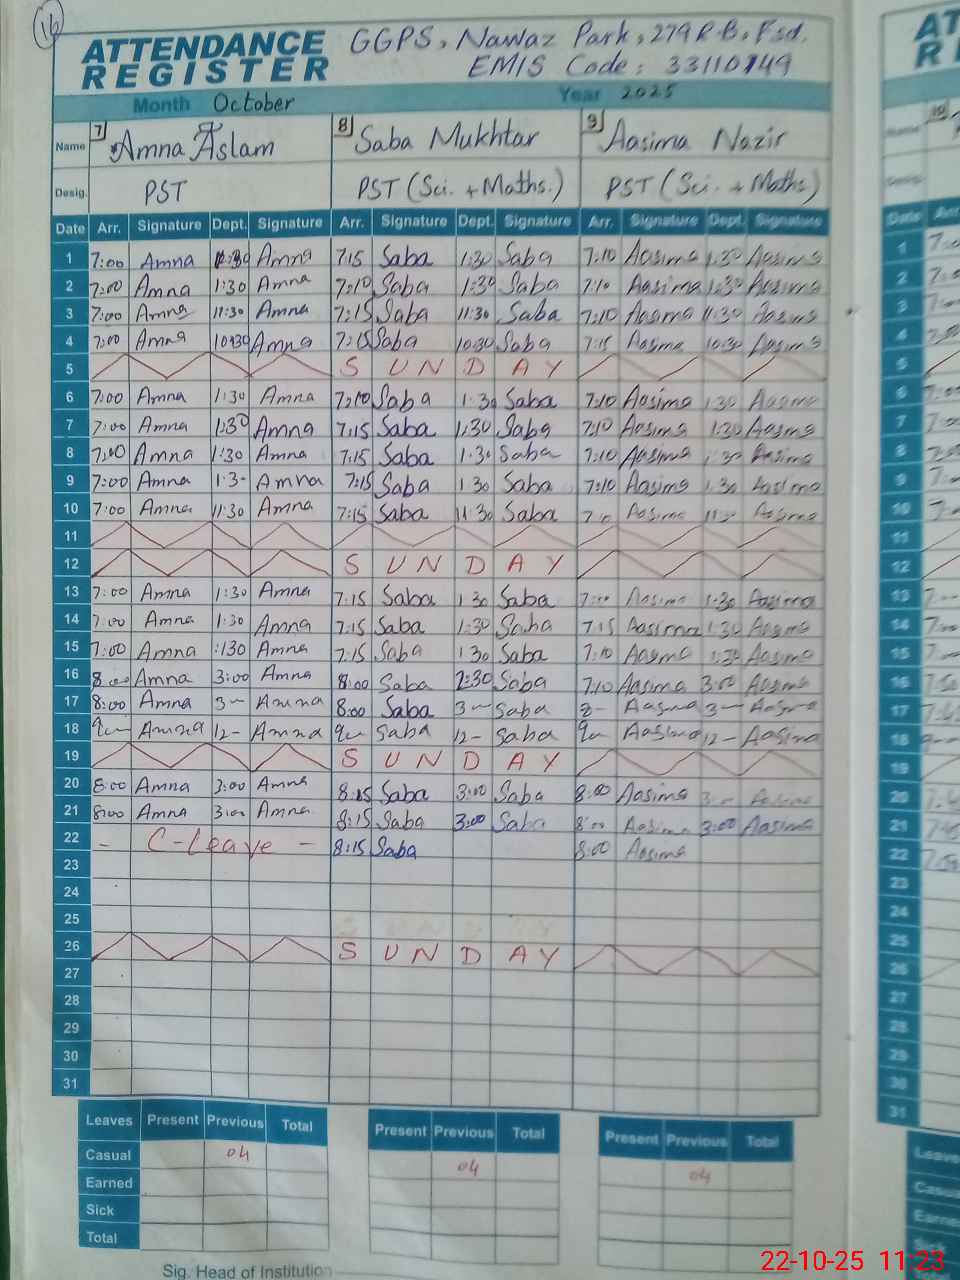 16
ATTENDANCE REGISTER
GGPS, Nawaz Park, 279 R.B, Fsd.
EMIS Code: 33110149
Month October Year 2025
Name 7 Amna Aslam 8 Saba Mukhtar 9 Aasima Nazir
Desig. PST PST (Sci. + Maths.) PST (Sci. + Maths)
Date Arr. Signature Dept. Signature Arr. Signature Dept. Signature Arr. Signature Dept. Signature
1 7:00 Amna Amna 7:15 Saba 1:30 Saba 7:10 Aasima 1:30 Aasima
2 7:00 Amna 1:30 Amna 7:10 Saba 1:30 Saba 7:10 Aasima 1:30 Aasima
3 7:00 Amna 11:30 Amna 7:15 Saba 11:30 Saba 7:10 Aasima 11:30 Aasima
4 7:00 Amna Amna 7:15 Saba 10:30 Saba 7:15 Aasima 10:30 Aasima
5 S U N D A Y
6 7:00 Amna 1:30 Amna 7:10 Saba 1:30 Saba 7:10 Aasima 1:30 Aasima
7 7:00 Amna 1:30 Amna 7:15 Saba 1:30 Saba 7:10 Aasima 1:30 Aasima
8 7:00 Amna 1:30 Amna 7:15 Saba 1:30 Saba 7:10 Aasima 1:30 Aasima
9 7:00 Amna 1:3- Amna 7:15 Saba 1:30 Saba 7:10 Aasima 1:30 Aasima
10 7:00 Amna 11:30 Amna 7:15 Saba 11:30 Saba Aasima Aasima
11
12 S U N D A Y
13 7:00 Amna 1:30 Amna 7:15 Saba 1:30 Saba Aasima 1:30 Aasima
14 7:00 Amna 1:30 Amna 7:15 Saba 1:30 Saba 7:15 Aasima 1:30 Aasima
15 7:00 Amna :130 Amna 7:15 Saba 1:30 Saba 7:10 Aasima 1:30 Aasima
16 8:00 Amna 3:00 Amna 8:00 Saba 2:30 Saba 7:10 Aasima 3:00 Aasima
17 8:00 Amna 3- Amna 8:00 Saba 3- Saba 8- Aasima 3- Aasima
18 9- Amna 12- Amna 9- Saba 12- Saba 9- Aasima 12- Aasima
19 S U N D A Y
20 8:00 Amna 3:00 Amna 8:15 Saba 3:00 Saba 8:00 Aasima Aasima
21 8:00 Amna 3:00 Amna 8:15 Saba 3:00 Saba Aasima 3:00 Aasima
22 - C-Leave - 8:15 Saba 8:00 Aasima
23
24
25
26 S U N D A Y
27
28
29
30
31
Leaves Present Previous Total Present Previous Total Present Previous Total
Casual 04 04 04
Earned
Sick
Total
Sig. Head of Institution
22-10-25 11:23